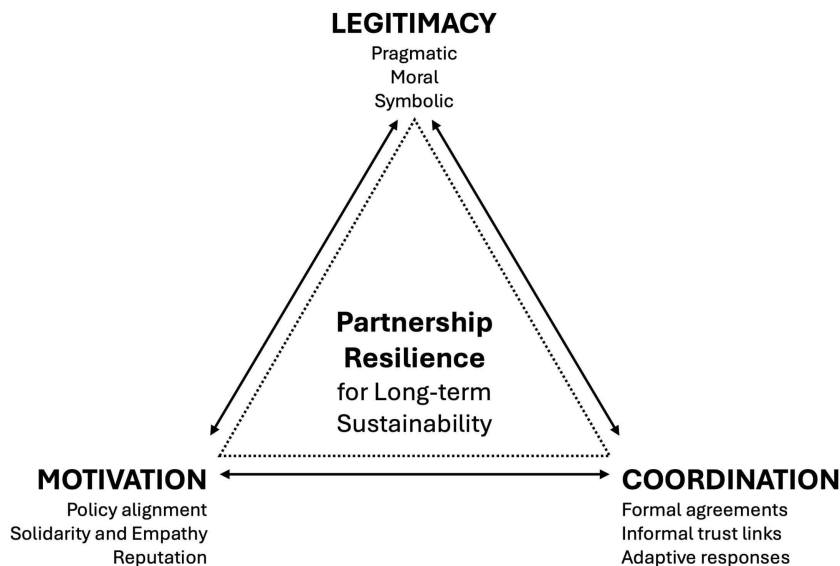 LEGITIMACY
Pragmatic
Moral
Symbolic
Partnership
Resilience
for Long-term
Sustainability
MOTIVATION
Policy alignment
Solidarity and Empathy
Reputation
COORDINATION
Formal agreements
Informal trust links
Adaptive responses